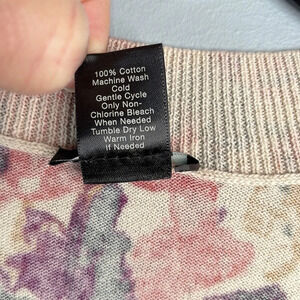 100% Cotton
Machine Wash
Cold
Gentle Cycle
Only Non-
Chlorine Bleach
When Needed
Tumble Dry Low
Warm Iron
if Needed